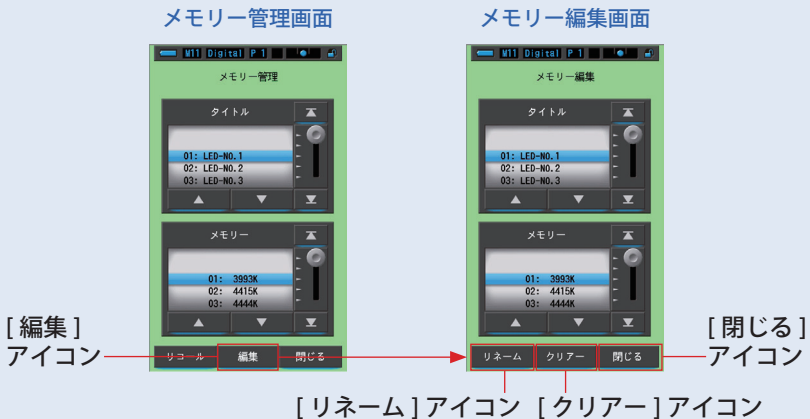 メモリー管理画面
M11 Digital P 1
メモリー管理
タイトル
01: LED-NO.1
02: LED-NO.2
03: LED-NO.3
メモリー
01: 3993K
02: 4415K
03: 4444K
リコール 編集 閉じる
[ 編集 ]
アイコン
メモリー編集画面
M11 Digital P 1
メモリー編集
タイトル
01: LED-NO.1
02: LED-NO.2
03: LED-NO.3
メモリー
01: 3993K
02: 4415K
03: 4444K
リネーム クリアー 閉じる
[ 閉じる ]
アイコン
[ リネーム ] アイコン [ クリアー ] アイコン